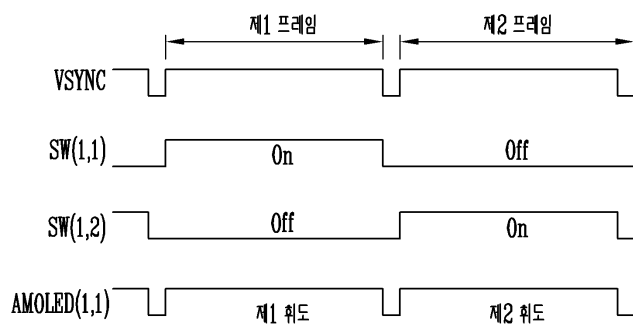 제1 프레임 제2 프레임
VSYNC
SW(1,1) On Off
SW(1,2) Off On
AMOLED(1,1) 제1 휘도 제2 휘도